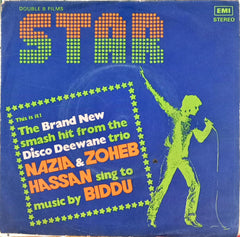 DOUBLE B FILMS
EMI
STEREO
STAR
This is it!
The Brand New
smash hit from the
Disco Deewane trio
NAZIA & ZOHEB
HASSAN sing to
music by BIDDU